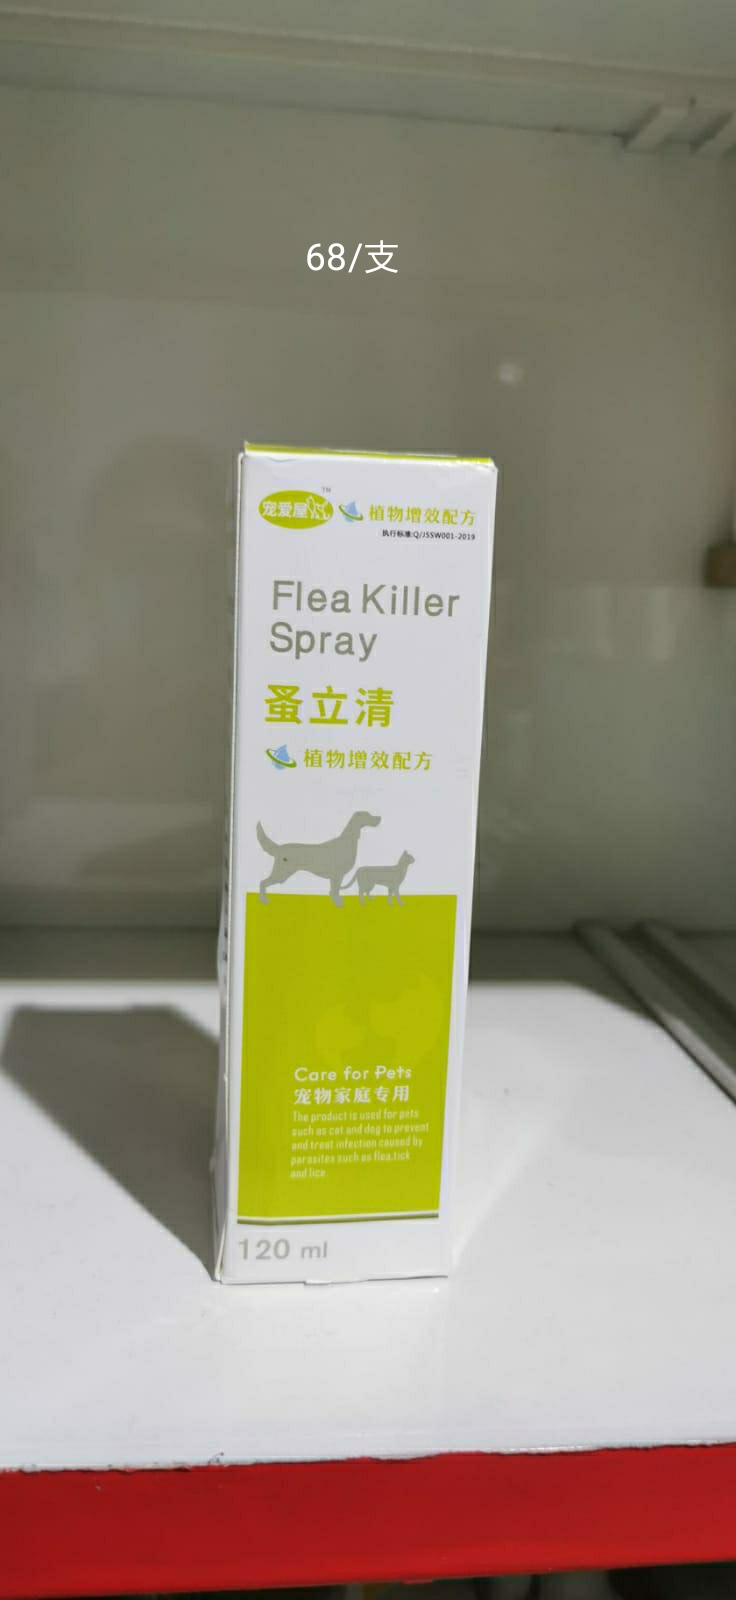 68/支
宠爱屋
TM
植物增效配方
执行标准:Q/JSSW001-2019
Flea Killer
Spray
蚤立清
植物增效配方
Care for Pets
宠物家庭专用
The product is used for pets
such as cat and dog to prevent
and treat infection caused by
parasites such as flea,tick
and lice
120 ml